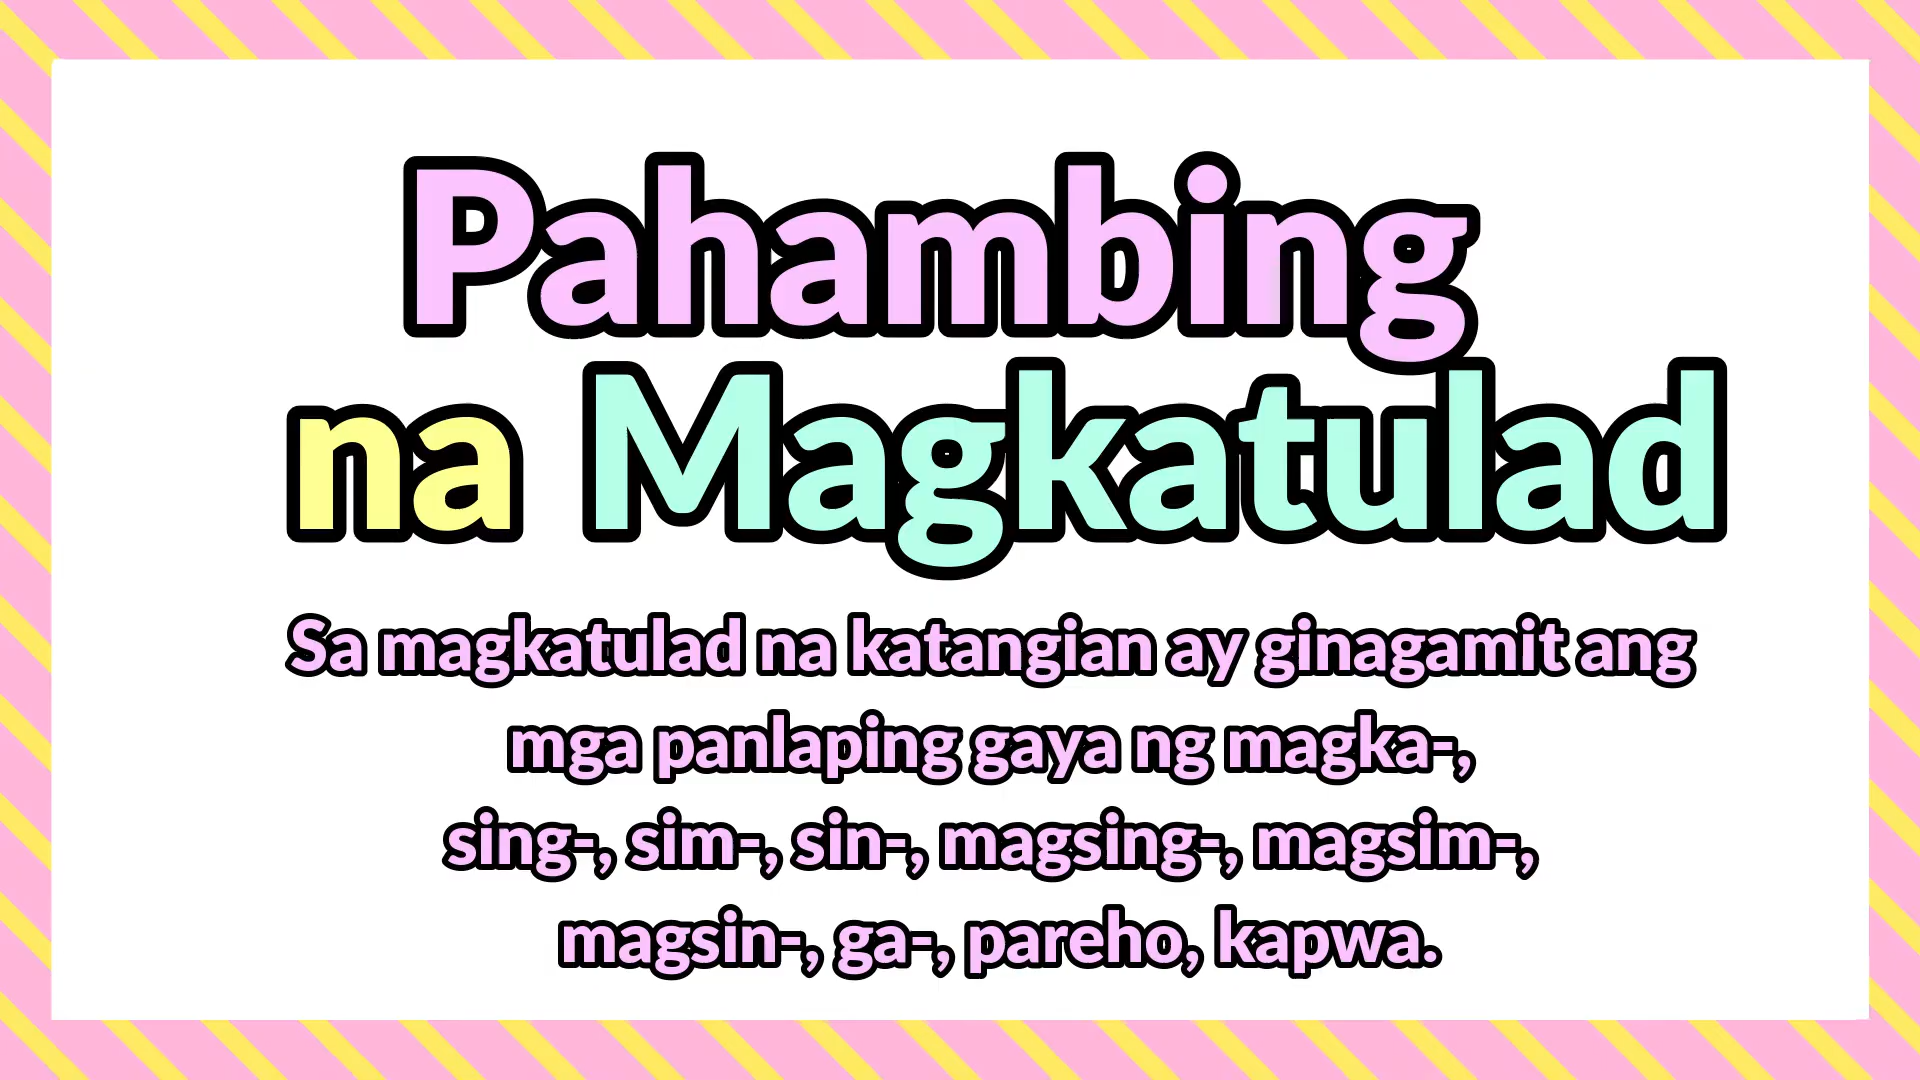 Pahambing
na Magkatulad
Sa magkatulad na katangian ay ginagamit ang
mga panlaping gaya ng magka-,
sing-, sim-, sin-, magsing-, magsim-,
magsin-, ga-, pareho, kapwa.